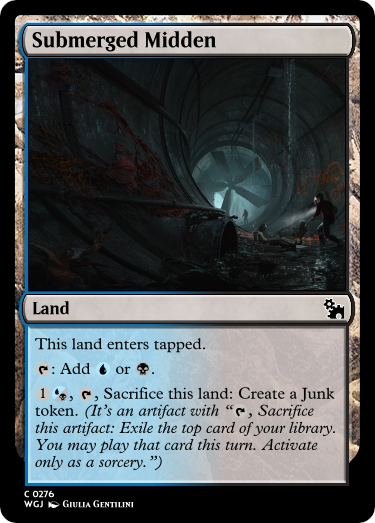 Submerged Midden
Land
This land enters tapped.
: Add or .
1 , , Sacrifice this land: Create a Junk
token. (It's an artifact with “, Sacrifice
this artifact: Exile the top card of your library.
You may play that card this turn. Activate
only as a sorcery.”)
C 0276
WGJ Giulia Gentilini